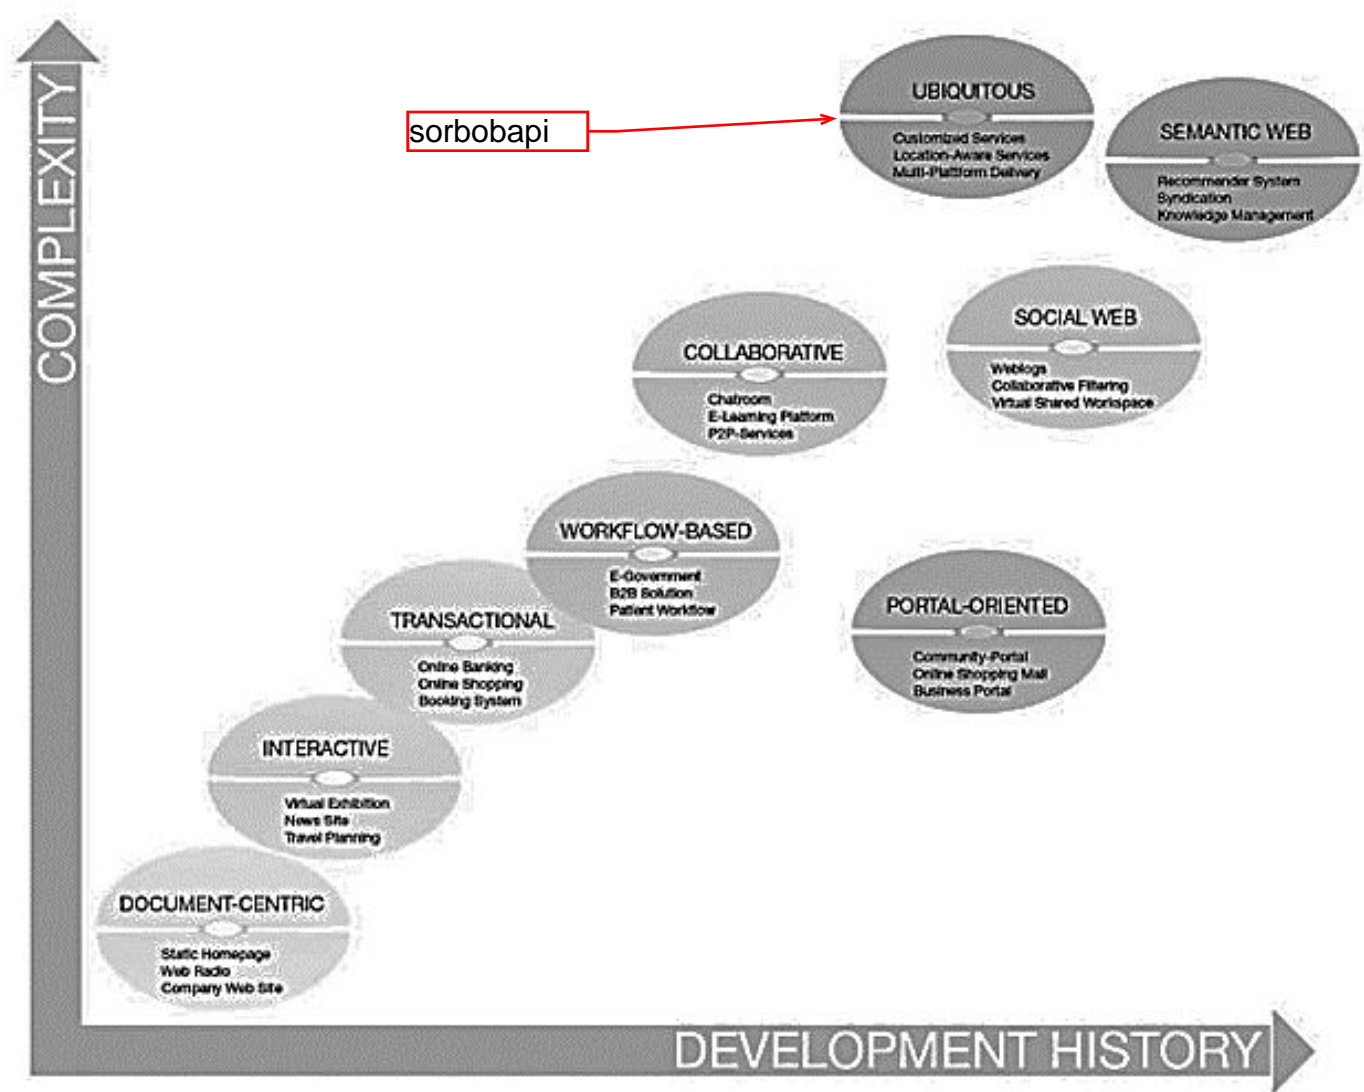 COMPLEXITY
UBIQUITOUS
Customized Services
Location-Aware Services
Multi-Plattform Delivery
sorbobapi
SEMANTIC WEB
Recommender System
Syndication
Knowledge Management
SOCIAL WEB
Weblogs
Collaborative Filtering
Virtual Shared Workspace
COLLABORATIVE
Chatroom
E-Learning Platform
P2P-Services
WORKFLOW-BASED
E-Government
B2B Solution
Patient Workflow
PORTAL-ORIENTED
Community-Portal
Online Shopping Mall
Business Portal
TRANSACTIONAL
Online Banking
Online Shopping
Booking System
INTERACTIVE
Virtual Exhibition
News Site
Travel Planning
DOCUMENT-CENTRIC
Static Homepage
Web Radio
Company Web Site
DEVELOPMENT HISTORY